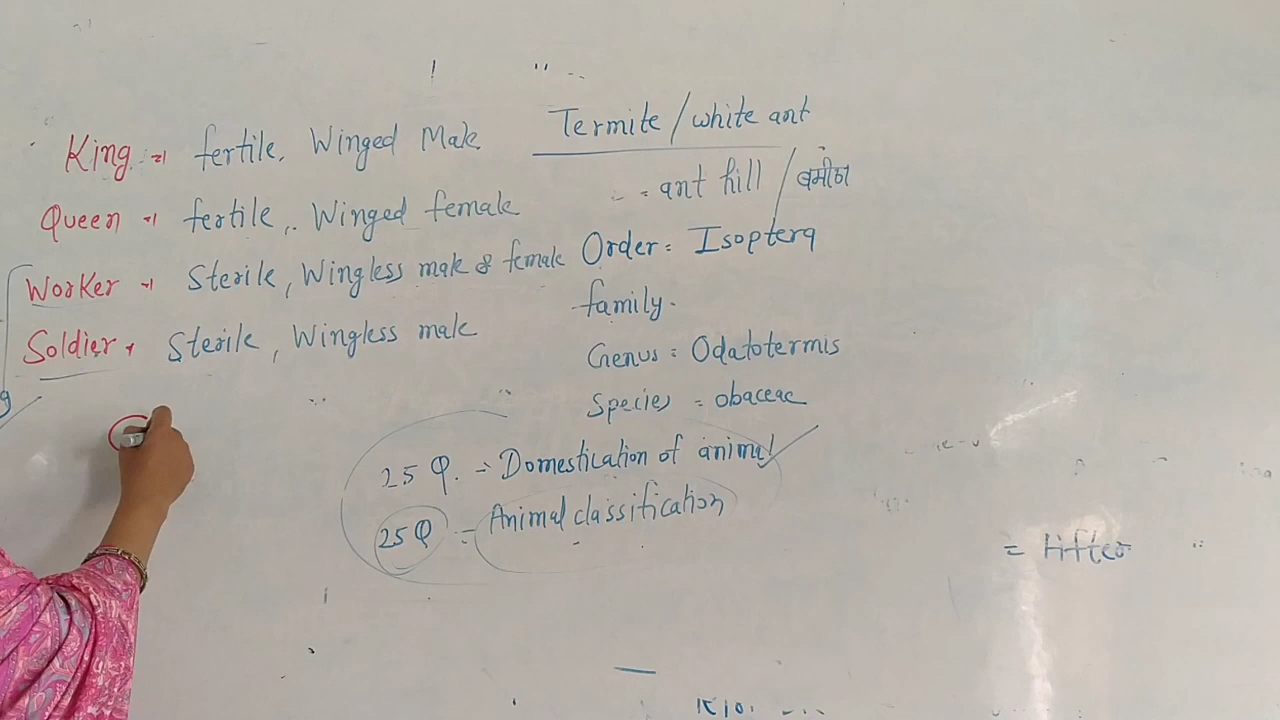 King → fertile, Winged Male
Queen → fertile, Winged female
Worker → Sterile, Wingless male & female
Soldier → Sterile, Wingless male
Termite / white ant
= ant hill / बमीठा
Order = Isoptera
family.
Genus = Odatotermis
Species = obaceae
25 Q. = Domestication of animal ✓
25 Q = Animal classification